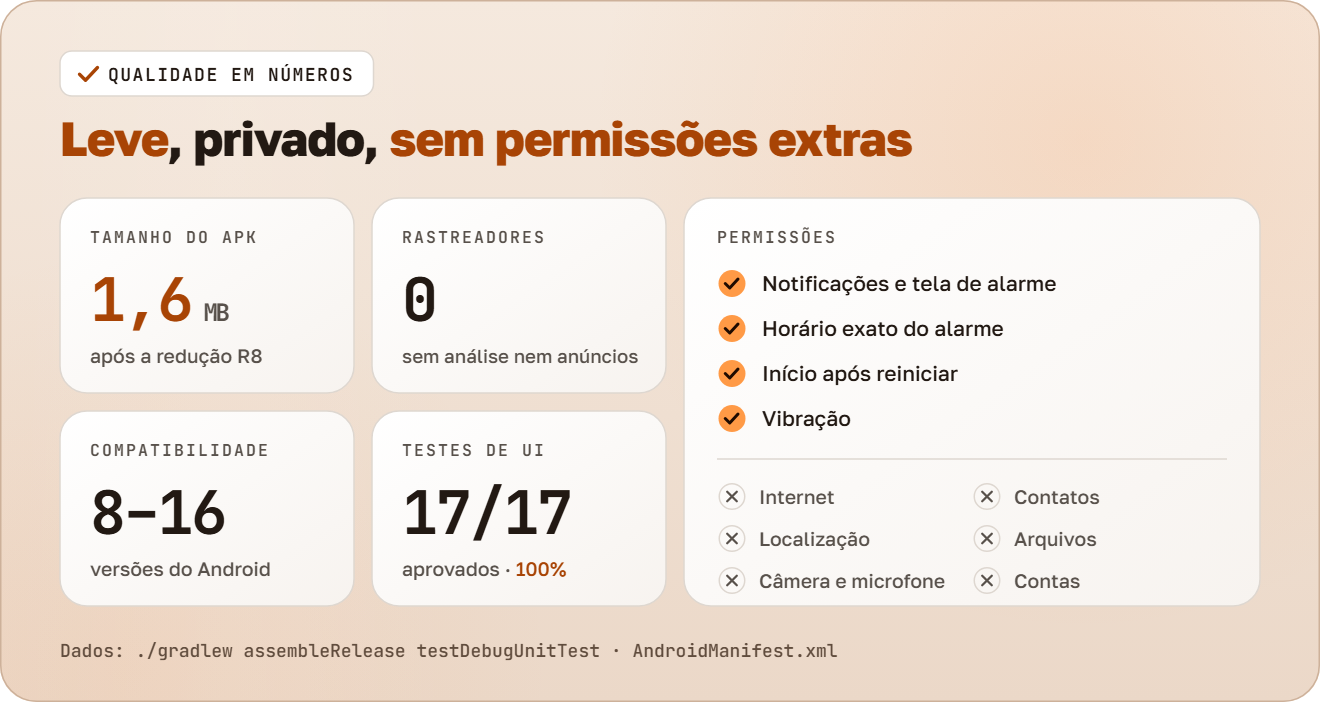 QUALIDADE EM NÚMEROS
Leve, privado, sem permissões extras
TAMANHO DO APK
1,6 MB
após a redução R8
RASTREADORES
0
sem análise nem anúncios
COMPATIBILIDADE
8–16
versões do Android
TESTES DE UI
17/17
aprovados · 100%
PERMISSÕES
Notificações e tela de alarme
Horário exato do alarme
Início após reiniciar
Vibração
Internet
Contatos
Localização
Arquivos
Câmera e microfone
Contas
Dados: ./gradlew assembleRelease testDebugUnitTest · AndroidManifest.xml